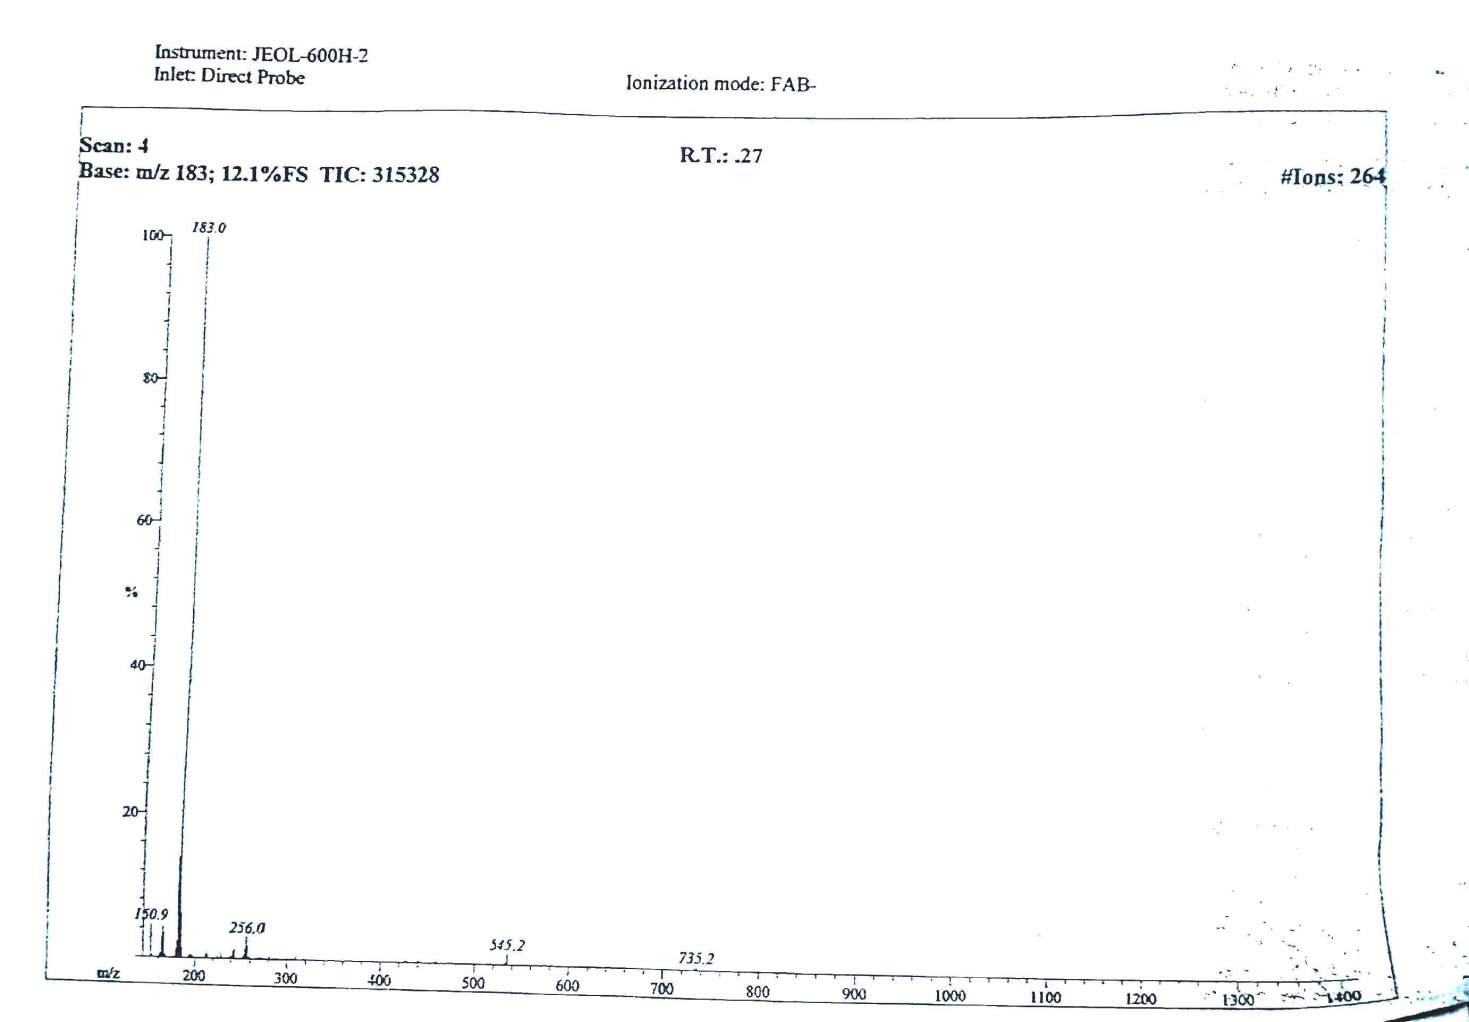 Instrument: JEOL-600H-2
Inlet: Direct Probe
Ionization mode: FAB-
Scan: 4
R.T.: .27
Base: m/z 183; 12.1%FS TIC: 315328
#Ions: 264
183.0
100
80
60
%
40
20
150.9
256.0
545.2
735.2
m/z 200 300 400 500 600 700 800 900 1000 1100 1200 1300 1400